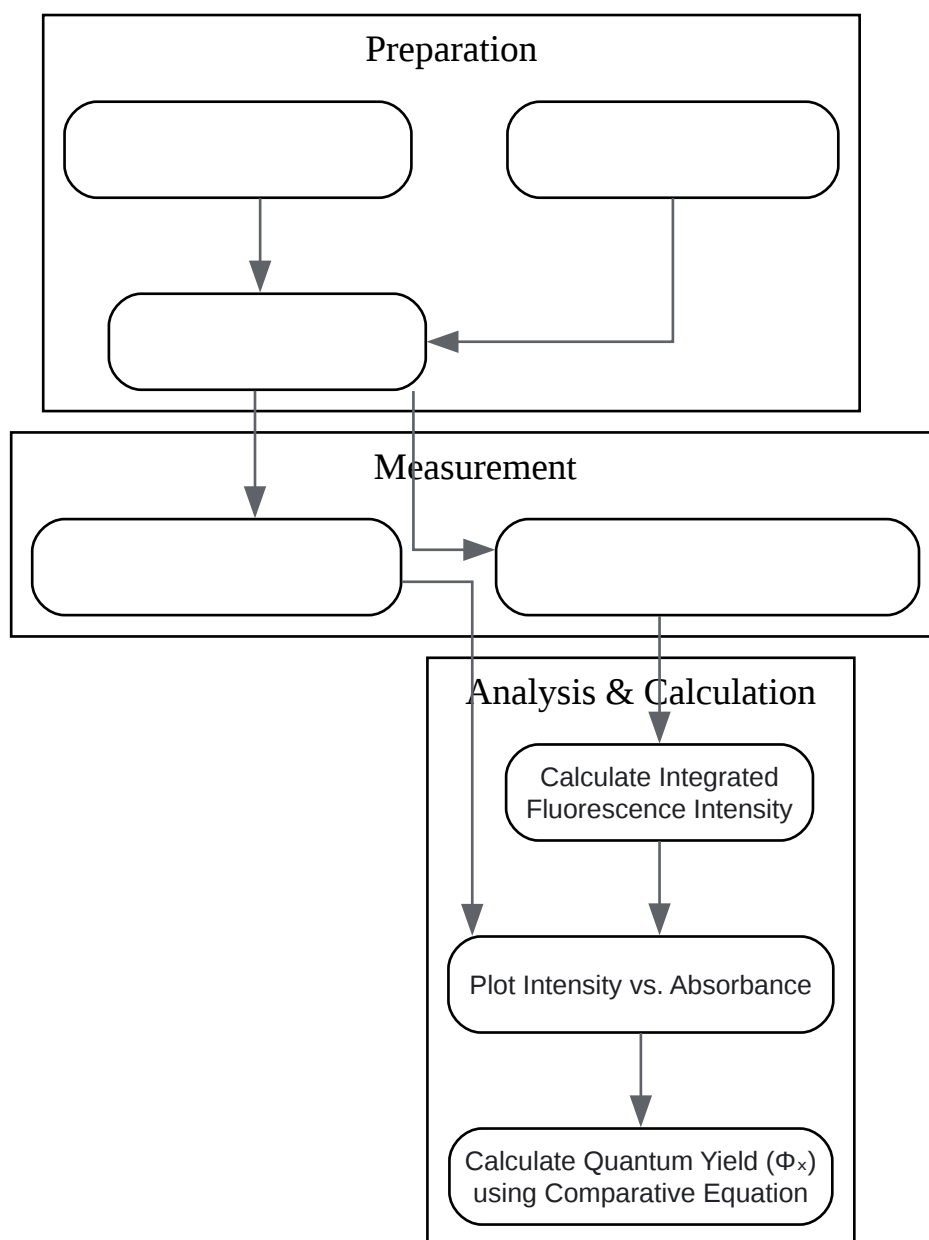 Preparation
Measurement
Analysis & Calculation
Calculate Integrated
Fluorescence Intensity
Plot Intensity vs. Absorbance
Calculate Quantum Yield (Φₓ)
using Comparative Equation